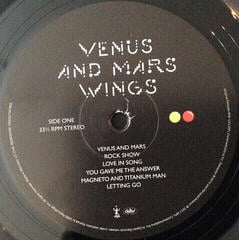 VENUS
AND MARS
WINGS
SIDE ONE
33⅓ RPM STEREO
VENUS AND MARS
ROCK SHOW
LOVE IN SONG
YOU GAVE ME THE ANSWER
MAGNETO AND TITANIUM MAN
LETTING GO